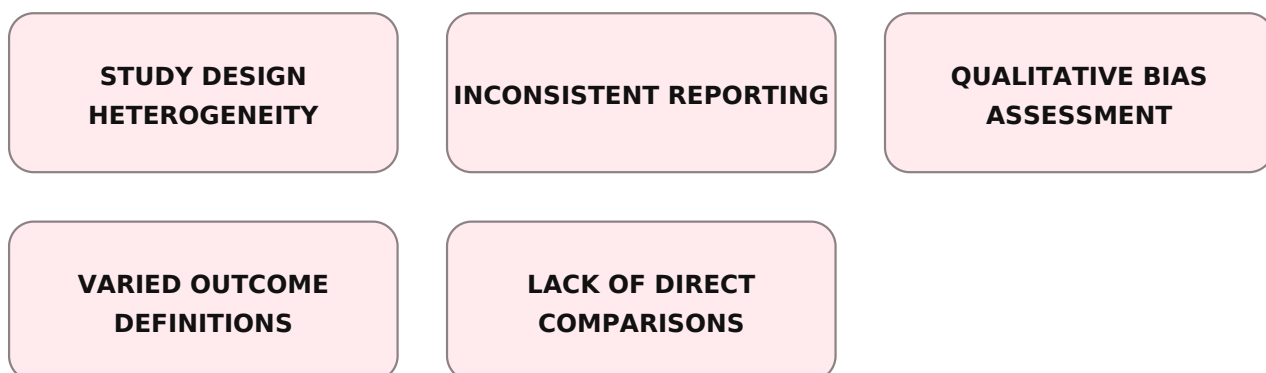 STUDY DESIGN
HETEROGENEITY
INCONSISTENT REPORTING
QUALITATIVE BIAS
ASSESSMENT
VARIED OUTCOME
DEFINITIONS
LACK OF DIRECT
COMPARISONS